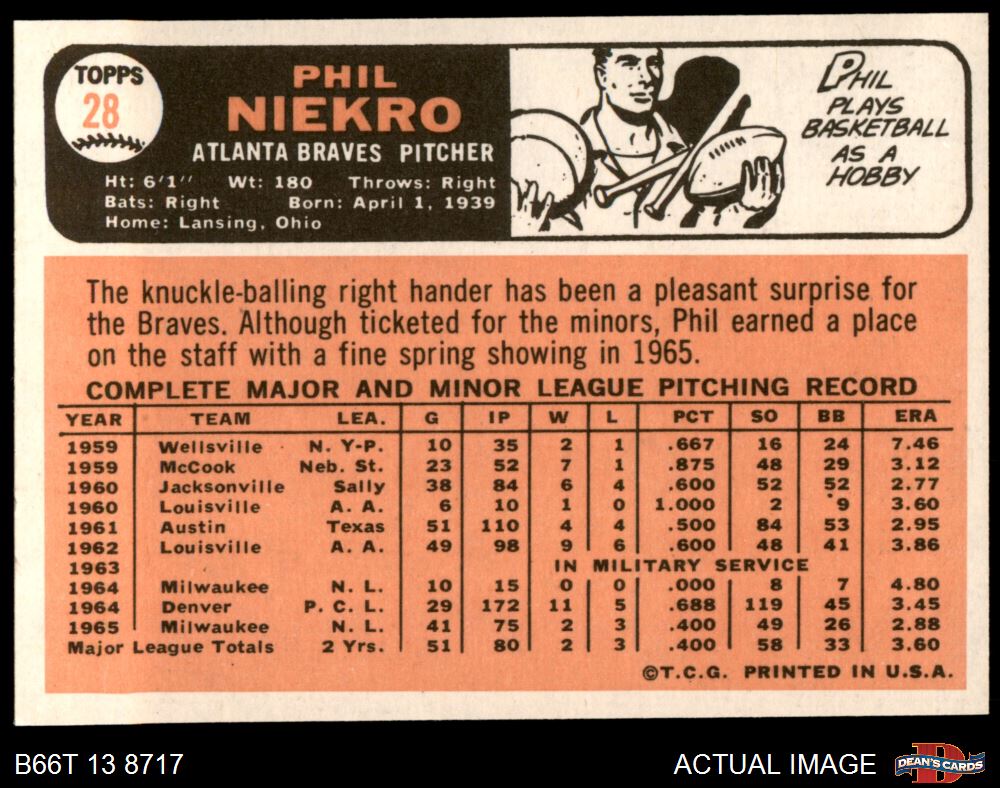 TOPPS
28
PHIL
NIEKRO
ATLANTA BRAVES PITCHER
Ht: 6'1" Wt: 180 Throws: Right
Bats: Right Born: April 1, 1939
Home: Lansing, Ohio
PHIL
PLAYS
BASKETBALL
AS A
HOBBY
The knuckle-balling right hander has been a pleasant surprise for
the Braves. Although ticketed for the minors, Phil earned a place
on the staff with a fine spring showing in 1965.
COMPLETE MAJOR AND MINOR LEAGUE PITCHING RECORD
YEAR TEAM LEA. G IP W L PCT SO BB ERA
1959 Wellsville N. Y-P. 10 35 2 1 .667 16 24 7.46
1959 McCook Neb. St. 23 52 7 1 .875 48 29 3.12
1960 Jacksonville Sally 38 84 6 4 .600 52 52 2.77
1960 Louisville A. A. 6 10 1 0 1.000 2 9 3.60
1961 Austin Texas 51 110 4 4 .500 84 53 2.95
1962 Louisville A. A. 49 98 9 6 .600 48 41 3.86
1963 IN MILITARY SERVICE
1964 Milwaukee N. L. 10 15 0 0 .000 8 7 4.80
1964 Denver P. C. L. 29 172 11 5 .688 119 45 3.45
1965 Milwaukee N. L. 41 75 2 3 .400 49 26 2.88
Major League Totals 2 Yrs. 51 80 2 3 .400 58 33 3.60
©T.C.G. PRINTED IN U.S.A.
B66T 13 8717
ACTUAL IMAGE
DEAN'S CARDS